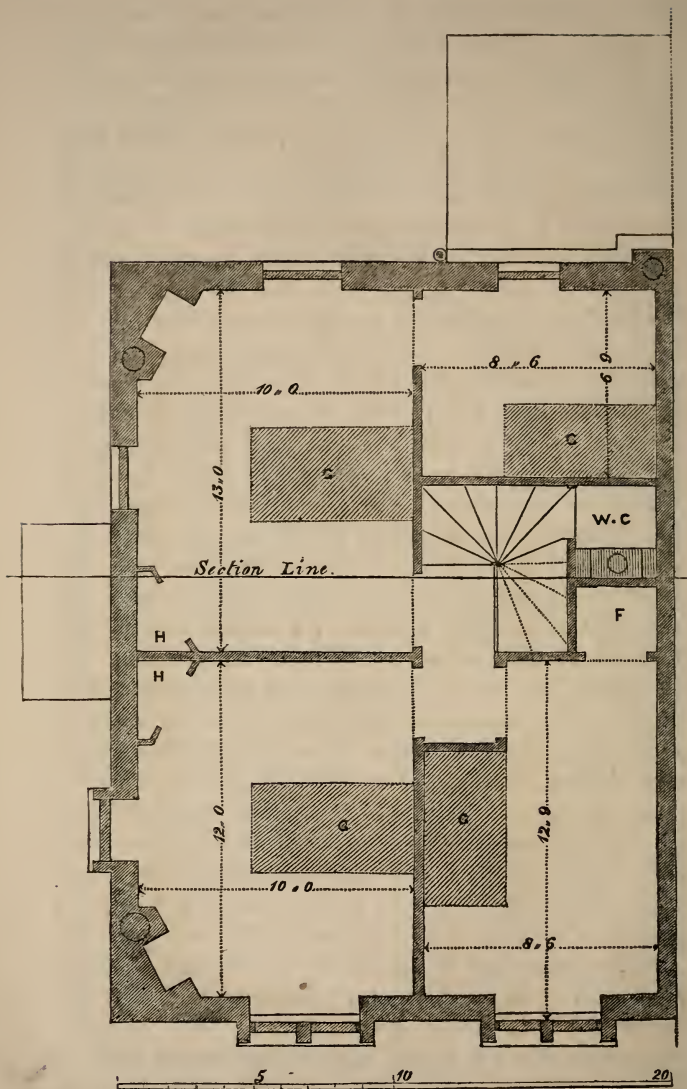 8 „ 6
6 „ 9
10 „ 0
13 „ 0
G
G
W.C
Section Line.
F
H
H
12 „ 0
G
G
12 „ 9
10 „ 0
8 „ 6
5 10 20